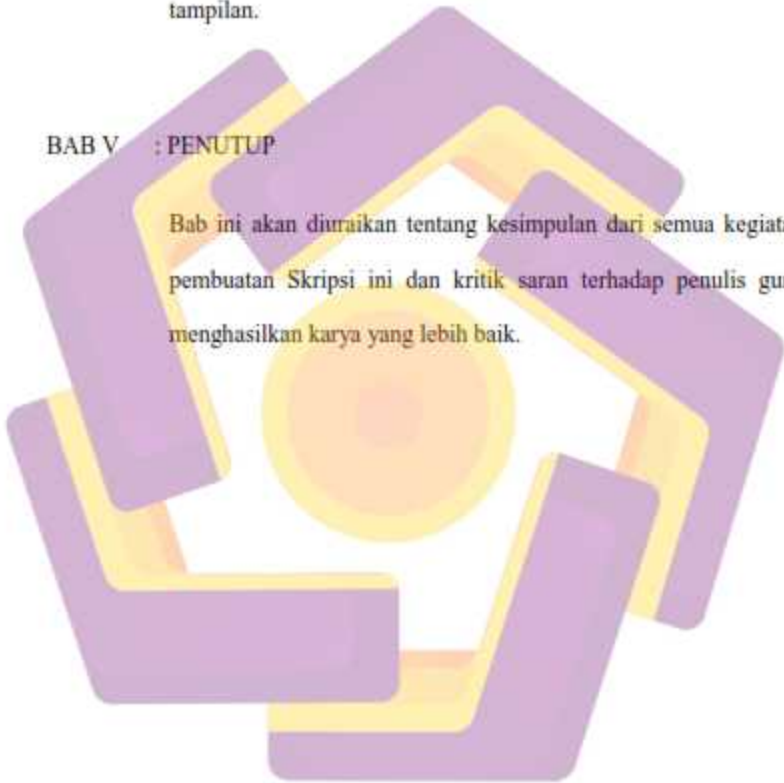 tampilan.
BAB V : PENUTUP
Bab ini akan diuraikan tentang kesimpulan dari semua
pembuatan Skripsi ini dan kritik saran terhadap penulis
menghasilkan karya yang lebih baik.